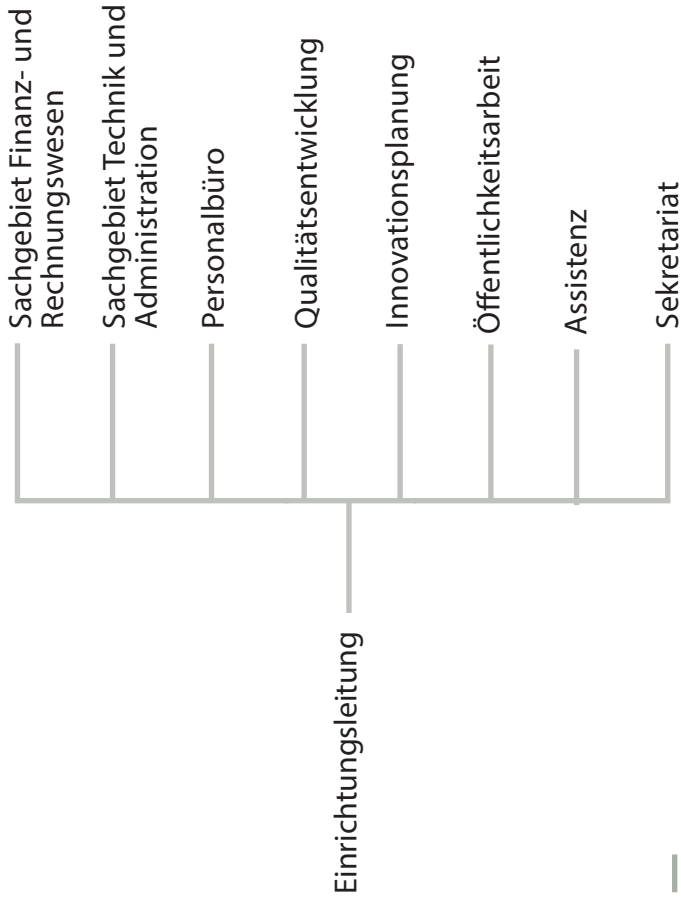 Sachgebiet Finanz- und
Rechnungswesen
Sachgebiet Technik und
Administration
Personalbüro
Qualitätsentwicklung
Innovationsplanung
Öffentlichkeitsarbeit
Assistenz
Sekretariat
Einrichtungsleitung